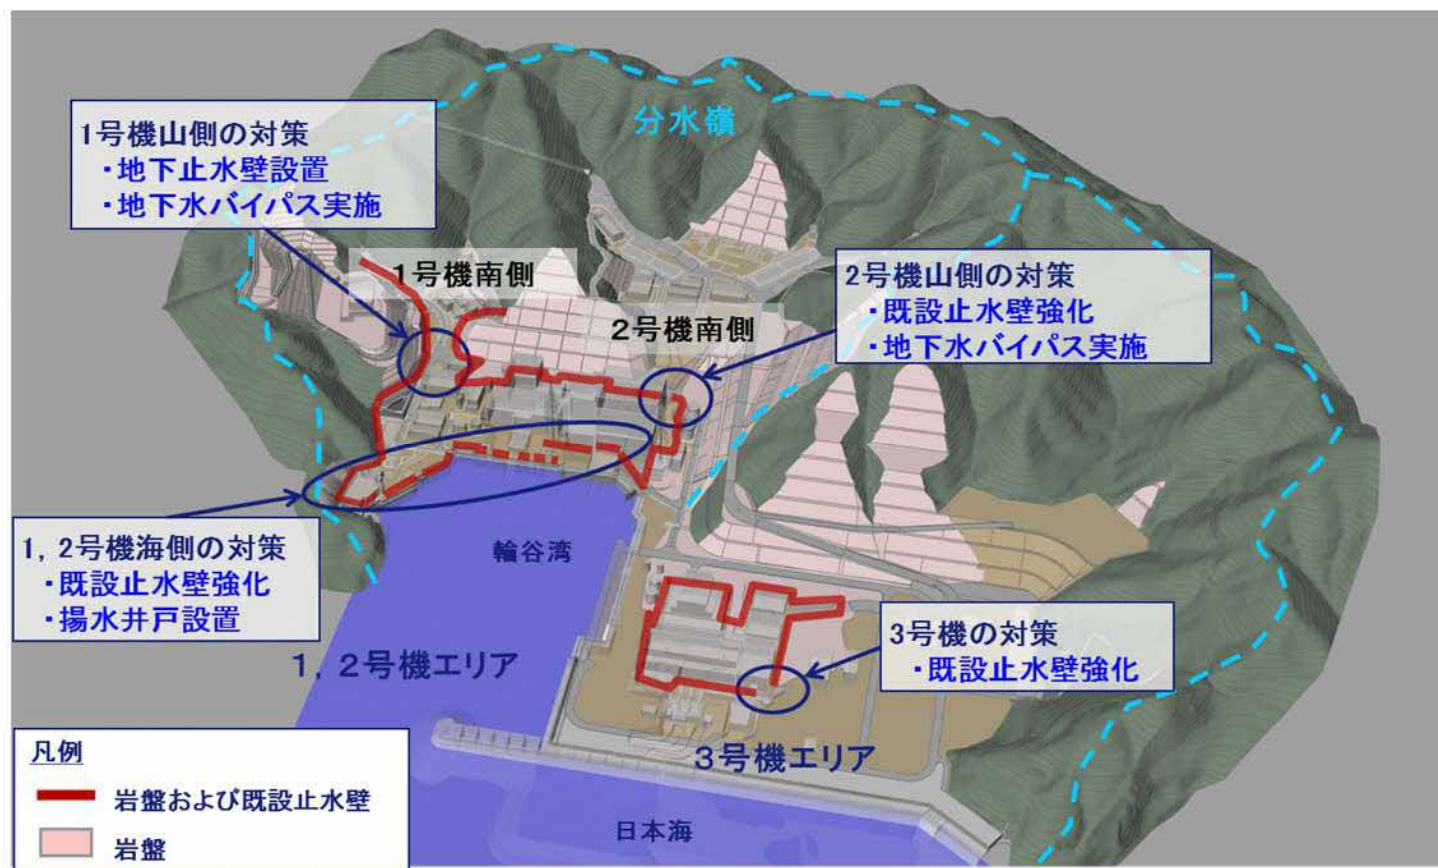 分水嶺
1号機山側の対策
・地下止水壁設置
・地下水バイパス実施
1号機南側
2号機南側
2号機山側の対策
・既設止水壁強化
・地下水バイパス実施
1, 2号機海側の対策
・既設止水壁強化
・揚水井戸設置
輪谷湾
1, 2号機エリア
3号機の対策
・既設止水壁強化
3号機エリア
日本海
凡例
岩盤および既設止水壁
岩盤